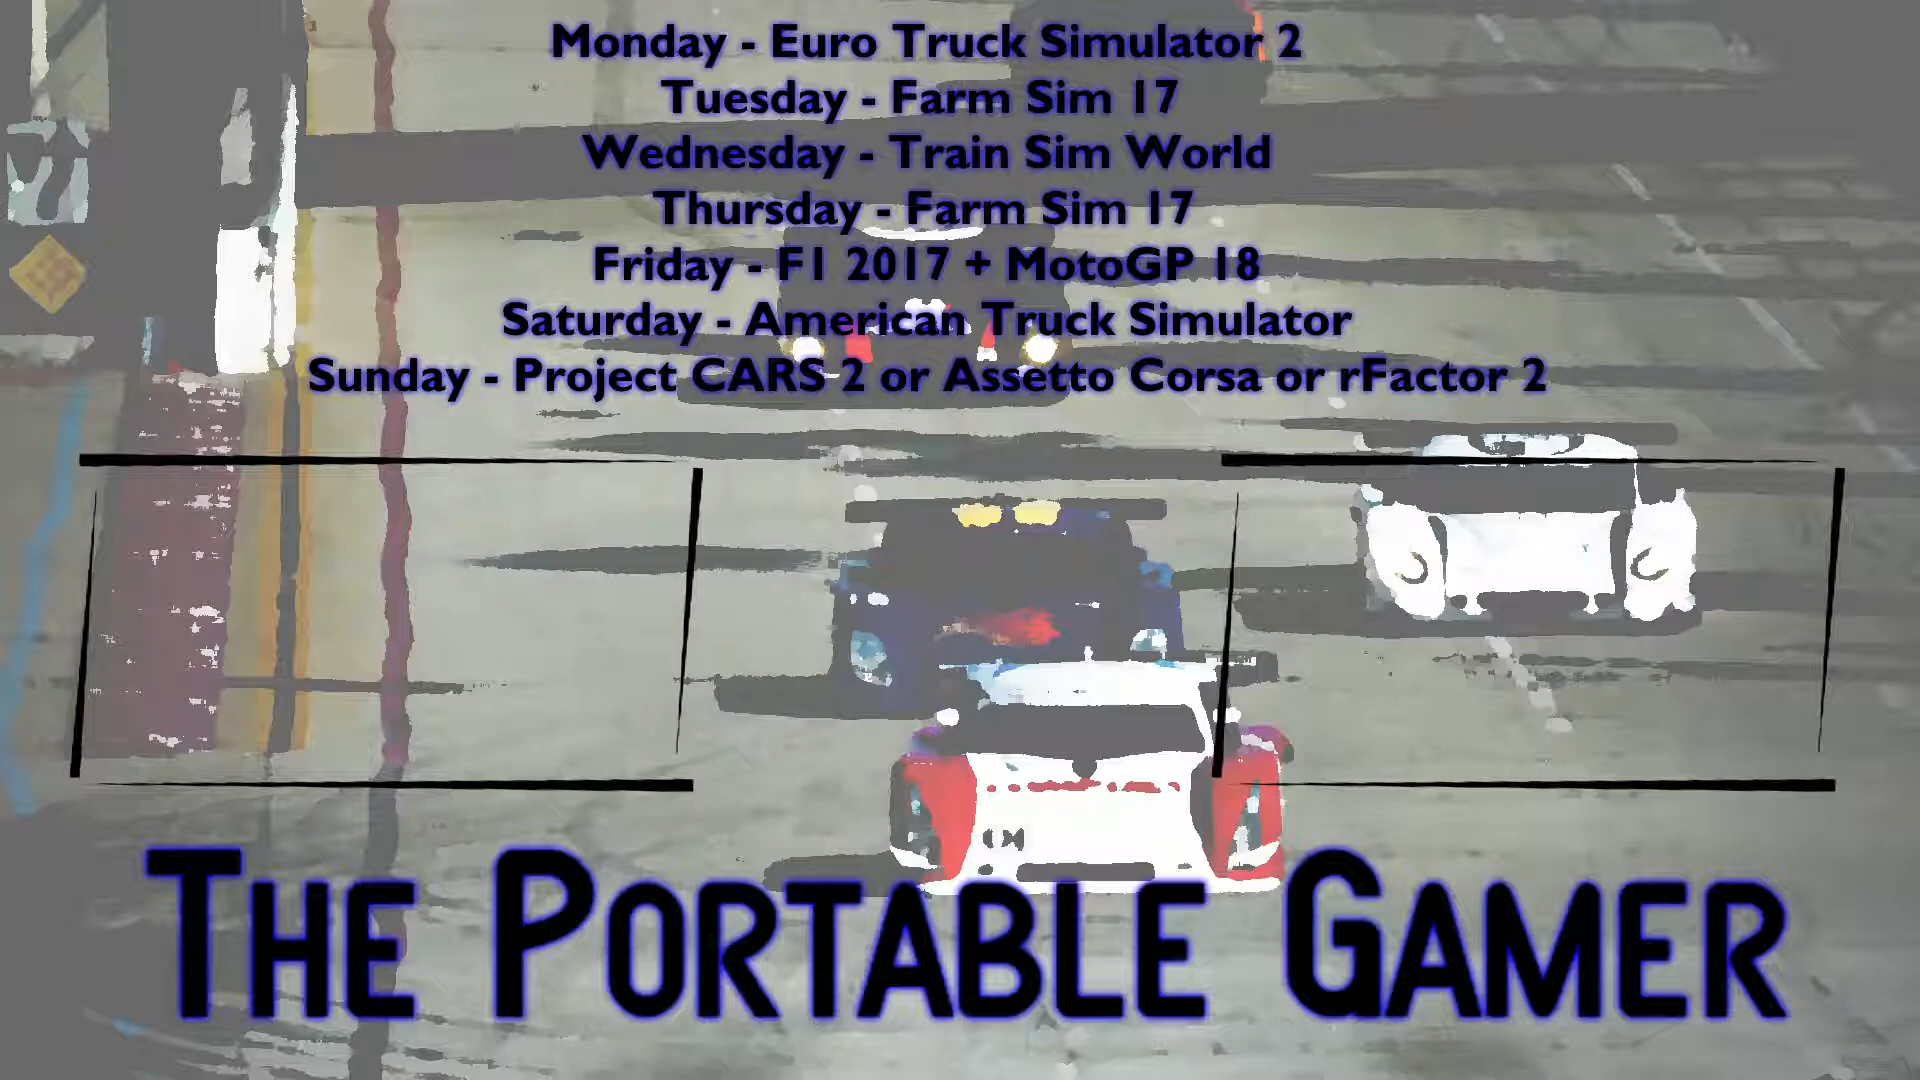 Monday - Euro Truck Simulator 2
Tuesday - Farm Sim 17
Wednesday - Train Sim World
Thursday - Farm Sim 17
Friday - F1 2017 + MotoGP 18
Saturday - American Truck Simulator
Sunday - Project CARS 2 or Assetto Corsa or rFactor 2
The Portable Gamer